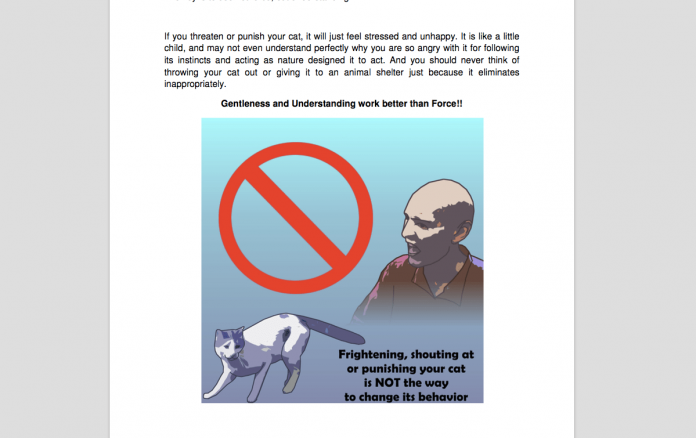 If you threaten or punish your cat, it will just feel stressed and unhappy. It is like a little
child, and may not even understand perfectly why you are so angry with it for following
its instincts and acting as nature designed it to act. And you should never think of
throwing your cat out or giving it to an animal shelter just because it eliminates
inappropriately.
Gentleness and Understanding work better than Force!!
Frightening, shouting at
or punishing your cat
is NOT the way
to change its behavior